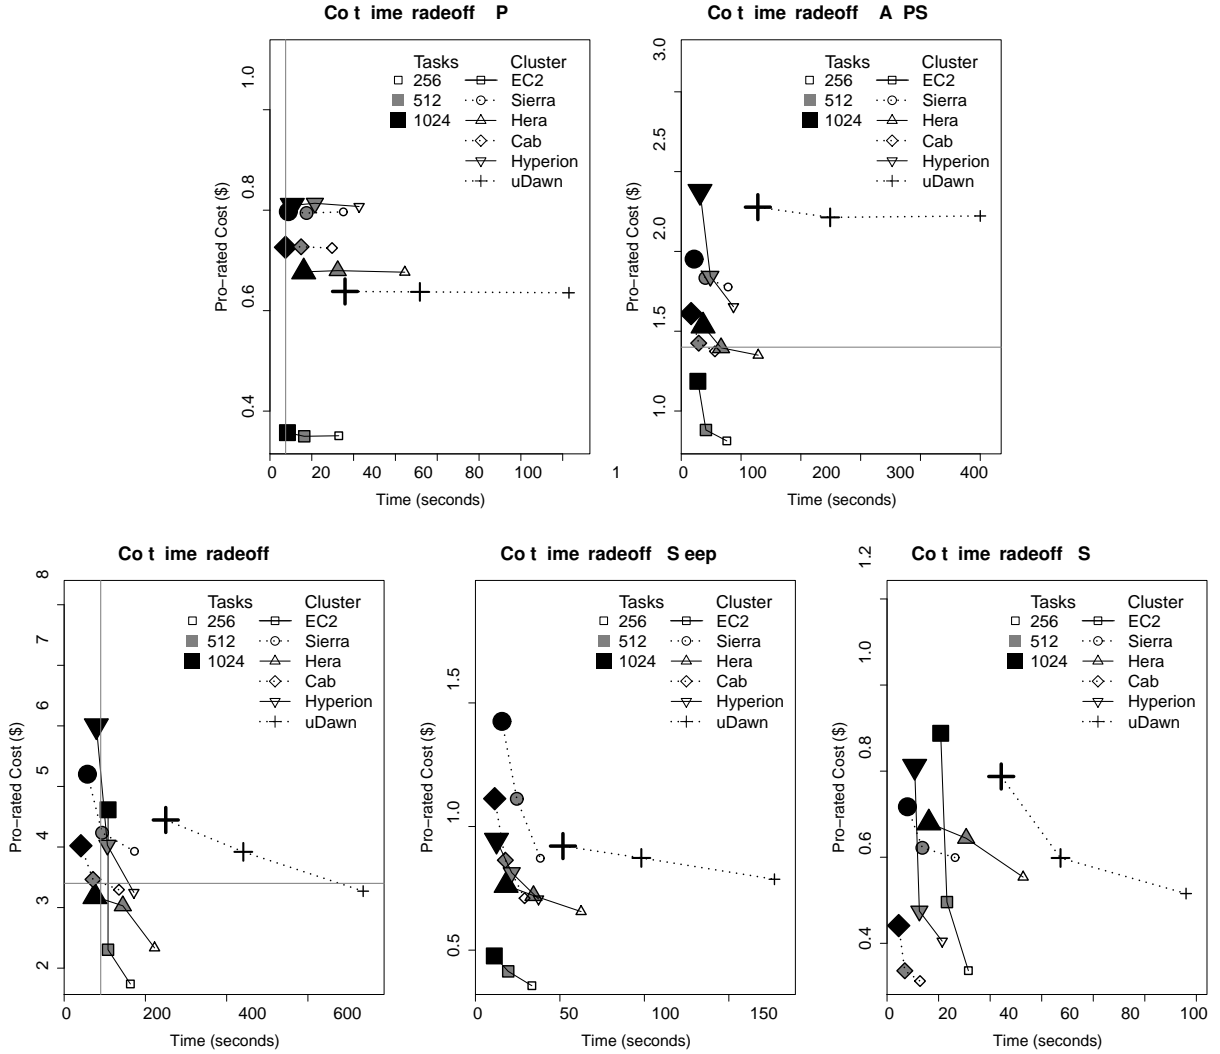 Co t ime radeoff P
Pro−rated Cost ($)
1.0
0.8
0.6
0.4
Tasks
256
512
1024
Cluster
EC2
Sierra
Hera
Cab
Hyperion
uDawn
0 20 40 60 80 1
Time (seconds)
Co t ime radeoff A PS
Pro−rated Cost ($)
3.0
2.5
2.0
1.5
1.0
Tasks
256
512
1024
Cluster
EC2
Sierra
Hera
Cab
Hyperion
uDawn
0 100 200 300 400
Time (seconds)
Co t ime radeoff
Pro−rated Cost ($)
8
7
6
5
4
3
2
Tasks
256
512
1024
Cluster
EC2
Sierra
Hera
Cab
Hyperion
uDawn
0 200 400 600
Time (seconds)
Co t ime radeoff S eep
Pro−rated Cost ($)
1.5
1.0
0.5
Tasks
256
512
1024
Cluster
EC2
Sierra
Hera
Cab
Hyperion
uDawn
0 50 100 150
Time (seconds)
Co t ime radeoff S
Pro−rated Cost ($)
1.2
1.0
0.8
0.6
0.4
Tasks
256
512
1024
Cluster
EC2
Sierra
Hera
Cab
Hyperion
uDawn
0 20 40 60 80 100
Time (seconds)